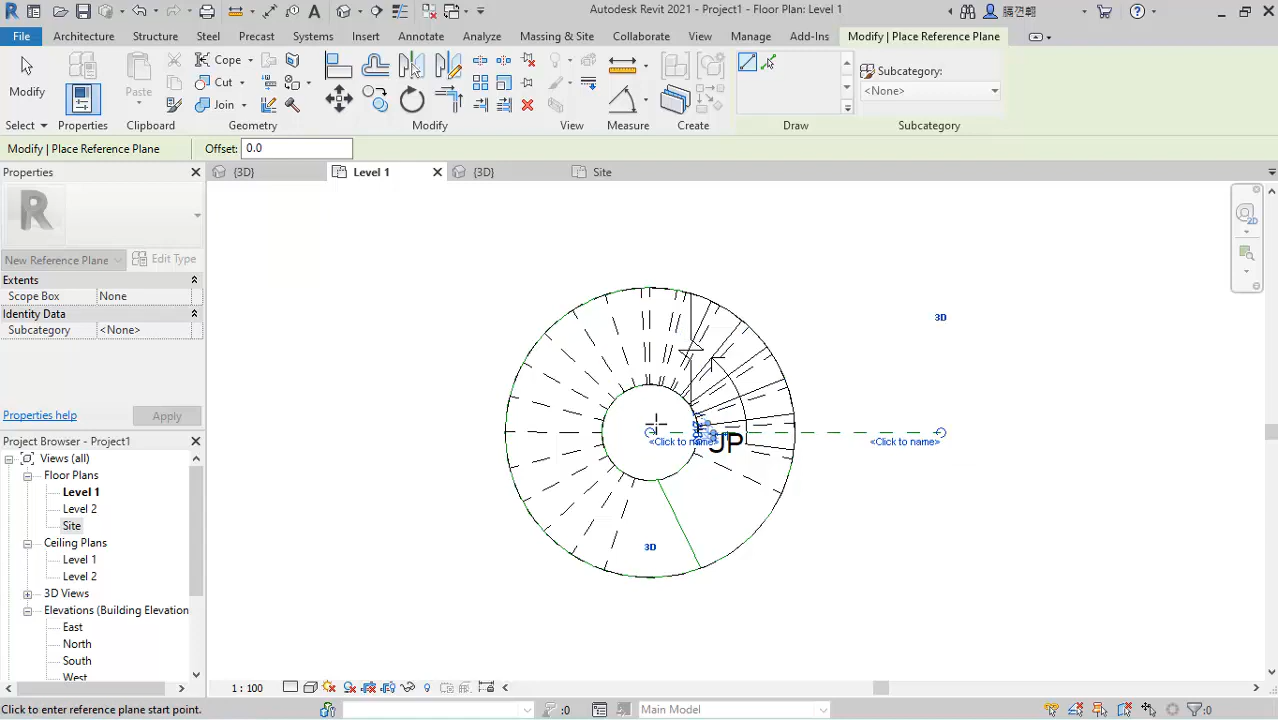 Autodesk Revit 2021 - Project1 - Floor Plan: Level 1
File Architecture Structure Steel Precast Systems Insert Annotate Analyze Massing & Site Collaborate View Manage Add-Ins Modify | Place Reference Plane
Cope Subcategory:
Modify Paste Cut <None>
Join
Select Properties Clipboard Geometry Modify View Measure Create Draw Subcategory
Modify | Place Reference Plane Offset: 0.0
Properties {3D} Level 1 {3D} Site
New Reference Plane Edit Type
Extents
Scope Box None
Identity Data
Subcategory <None>
Properties help Apply
Project Browser - Project1
Views (all)
Floor Plans
Level 1
Level 2
Site
Ceiling Plans
Level 1
Level 2
3D Views
Elevations (Building Elevation
East
North
South
West
2D
3D
<Click to name> JP <Click to name>
3D
1 : 100
Click to enter reference plane start point. :0 Main Model :0